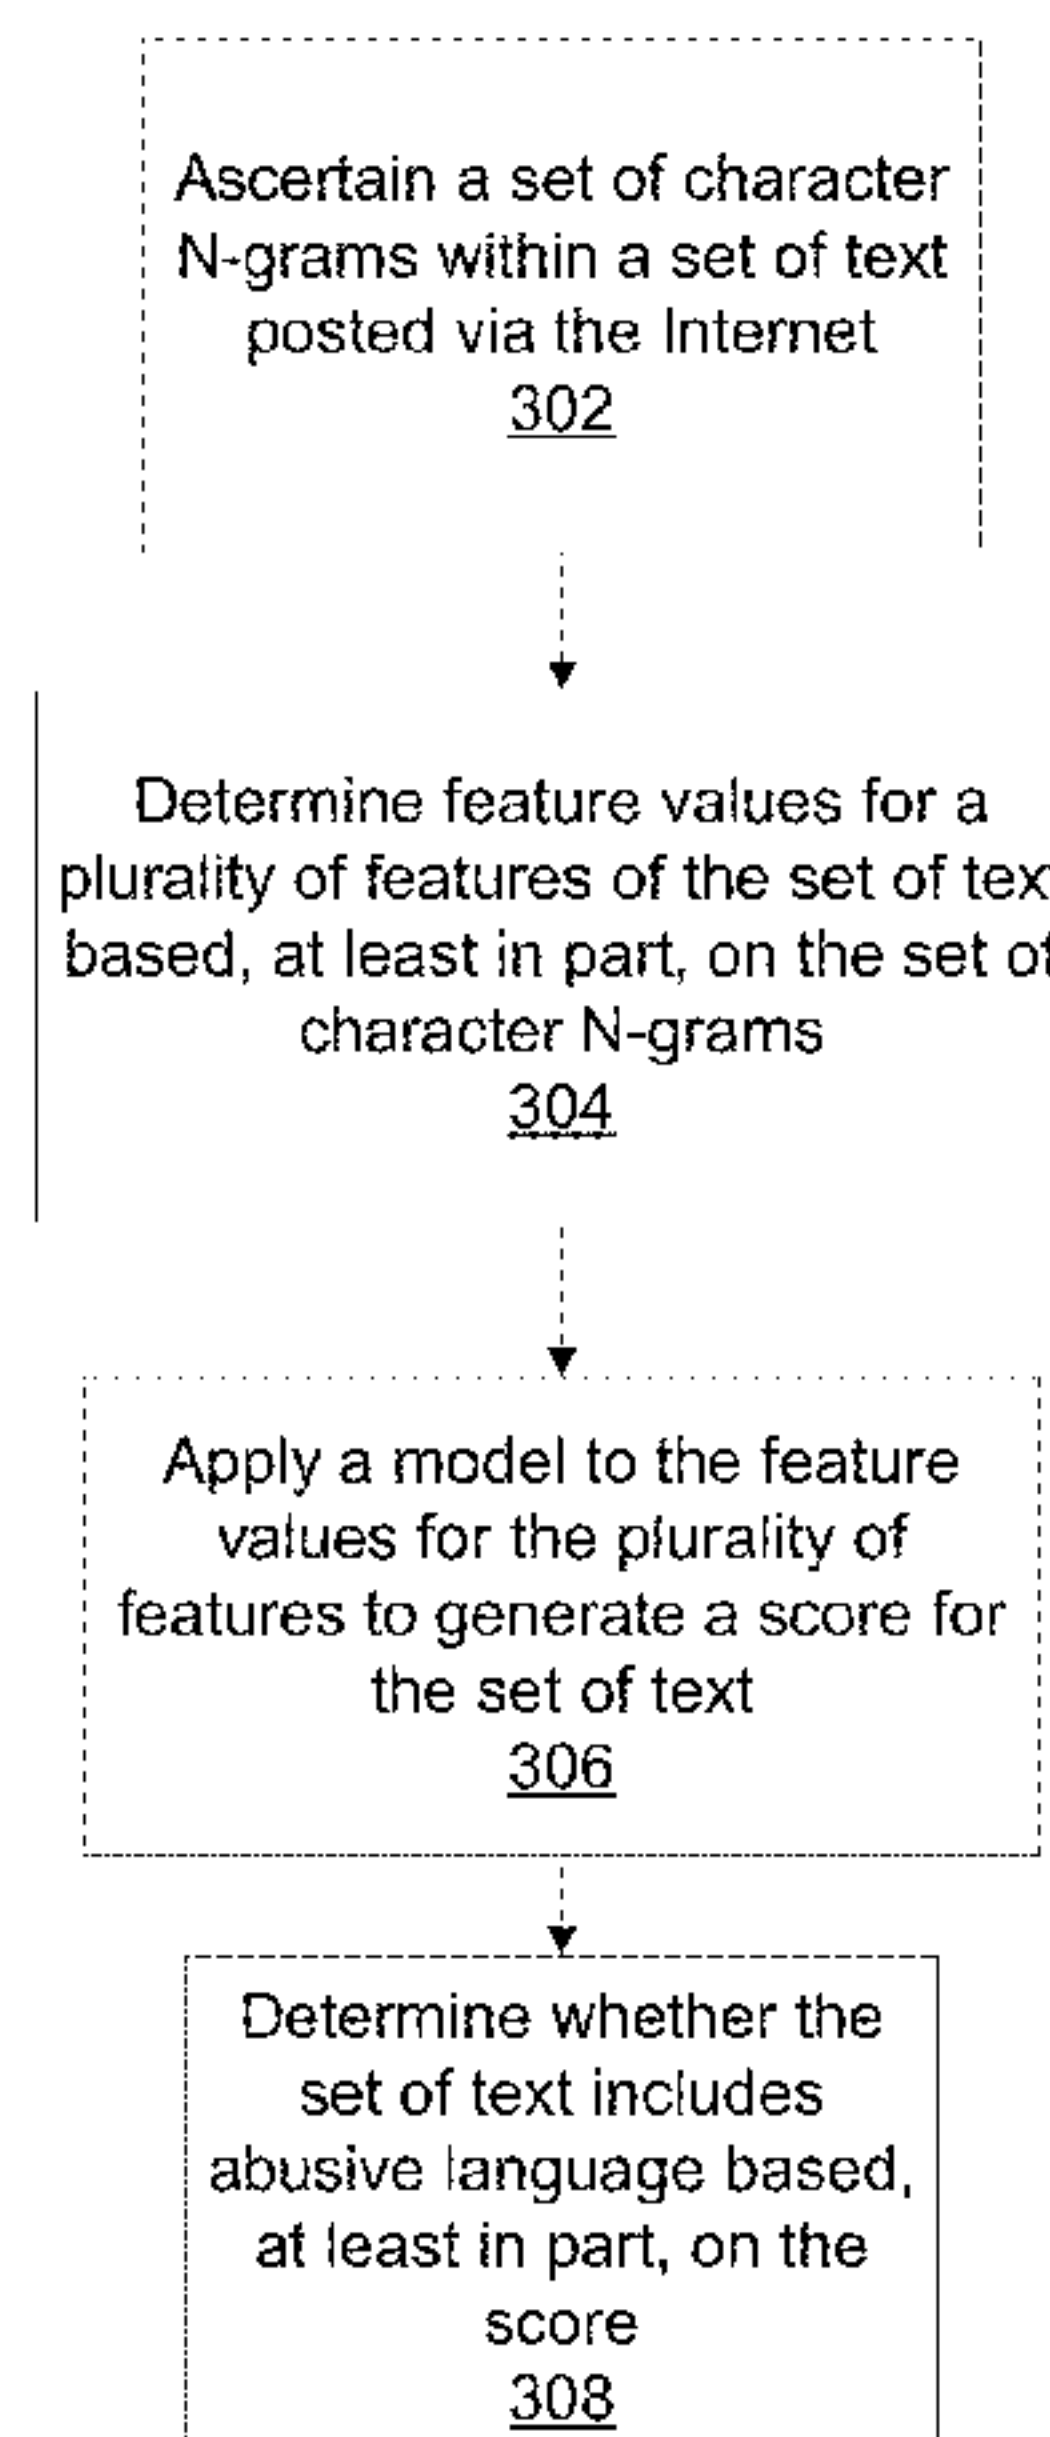 Ascertain a set of character
N-grams within a set of text
posted via the Internet
302
Determine feature values for a
plurality of features of the set of tex
based, at least in part, on the set of
character N-grams
304
Apply a model to the feature
values for the plurality of
features to generate a score for
the set of text
306
Determine whether the
set of text includes
abusive language based,
at least in part, on the
score
308